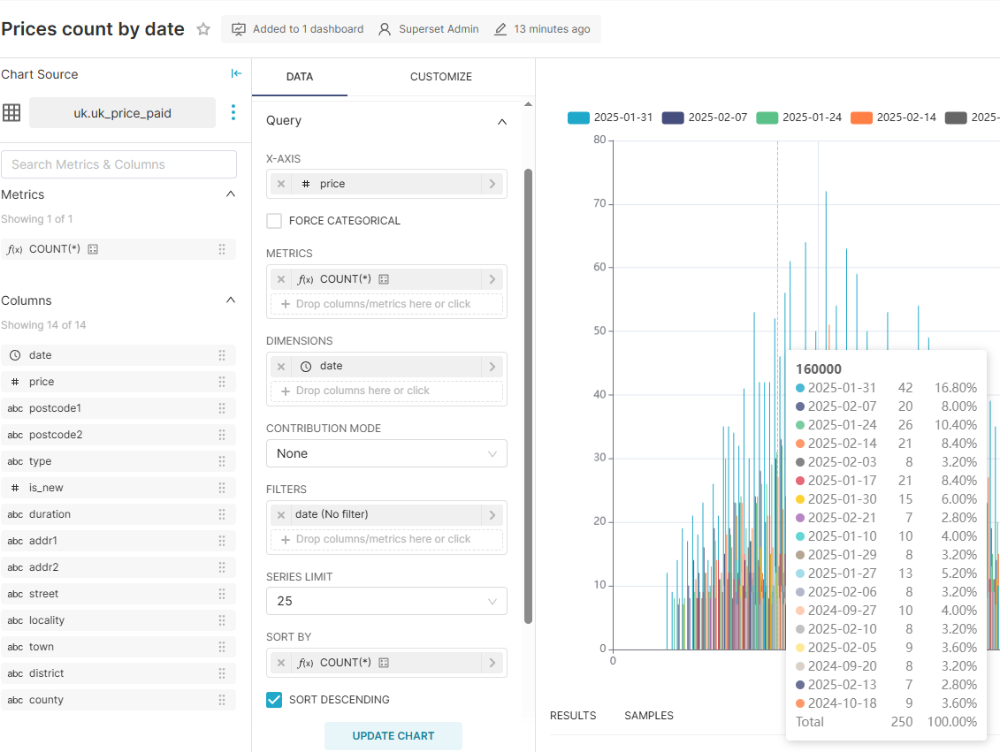 Prices count by date
Added to 1 dashboard
Superset Admin
13 minutes ago
Chart Source
uk.uk_price_paid
Search Metrics & Columns
Metrics
Showing 1 of 1
f(x) COUNT(*)
Columns
Showing 14 of 14
date
# price
abc postcode1
abc postcode2
abc type
# is_new
abc duration
abc addr1
abc addr2
abc street
abc locality
abc town
abc district
abc county
DATA
CUSTOMIZE
Query
X-AXIS
# price
FORCE CATEGORICAL
METRICS
f(x) COUNT(*)
Drop columns/metrics here or click
DIMENSIONS
date
Drop columns here or click
CONTRIBUTION MODE
None
FILTERS
date (No filter)
Drop columns/metrics here or click
SERIES LIMIT
25
SORT BY
f(x) COUNT(*)
SORT DESCENDING
UPDATE CHART
2025-01-31 2025-02-07 2025-01-24 2025-02-14 2025-
80
70
60
50
40
30
20
10
0
0
160000
2025-01-31 42 16.80%
2025-02-07 20 8.00%
2025-01-24 26 10.40%
2025-02-14 21 8.40%
2025-02-03 8 3.20%
2025-01-17 21 8.40%
2025-01-30 15 6.00%
2025-02-21 7 2.80%
2025-01-10 10 4.00%
2025-01-29 8 3.20%
2025-01-27 13 5.20%
2025-02-06 8 3.20%
2024-09-27 10 4.00%
2025-02-10 8 3.20%
2025-02-05 9 3.60%
2024-09-20 8 3.20%
2025-02-13 7 2.80%
2024-10-18 9 3.60%
Total 250 100.00%
RESULTS
SAMPLES